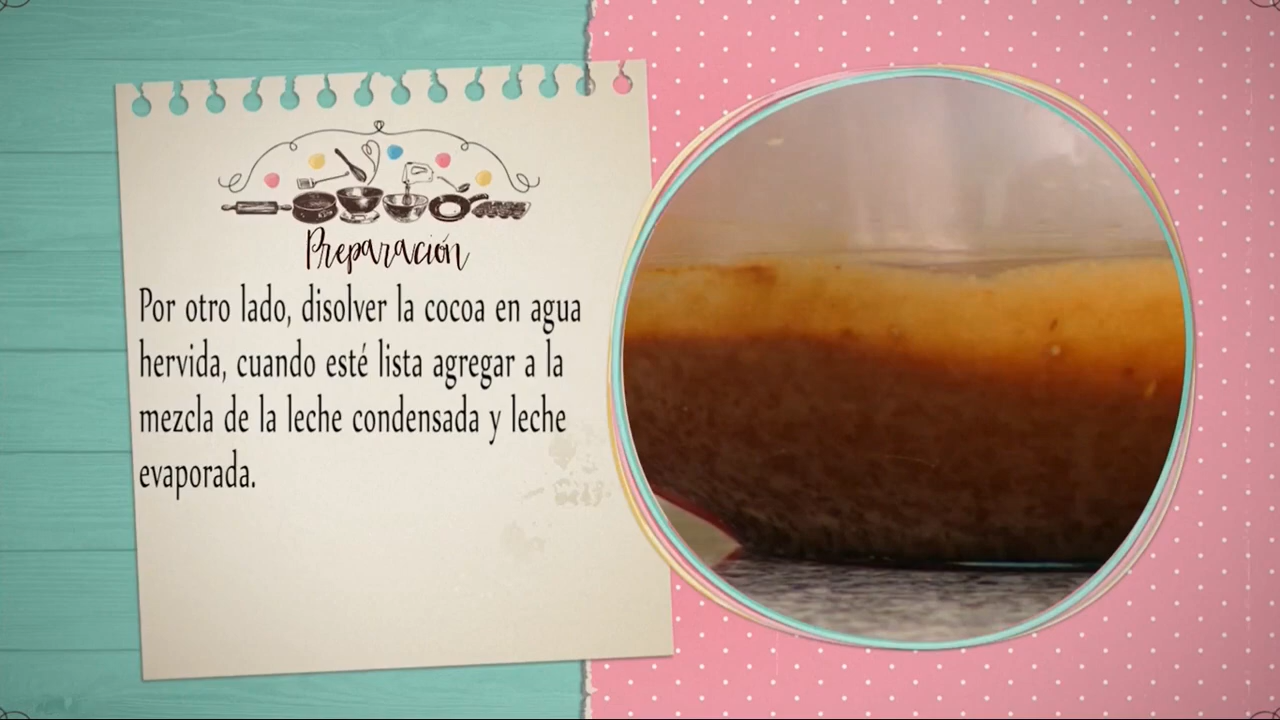 Preparación
Por otro lado, disolver la cocoa en agua
hervida, cuando esté lista agregar a la
mezcla de la leche condensada y leche
evaporada.